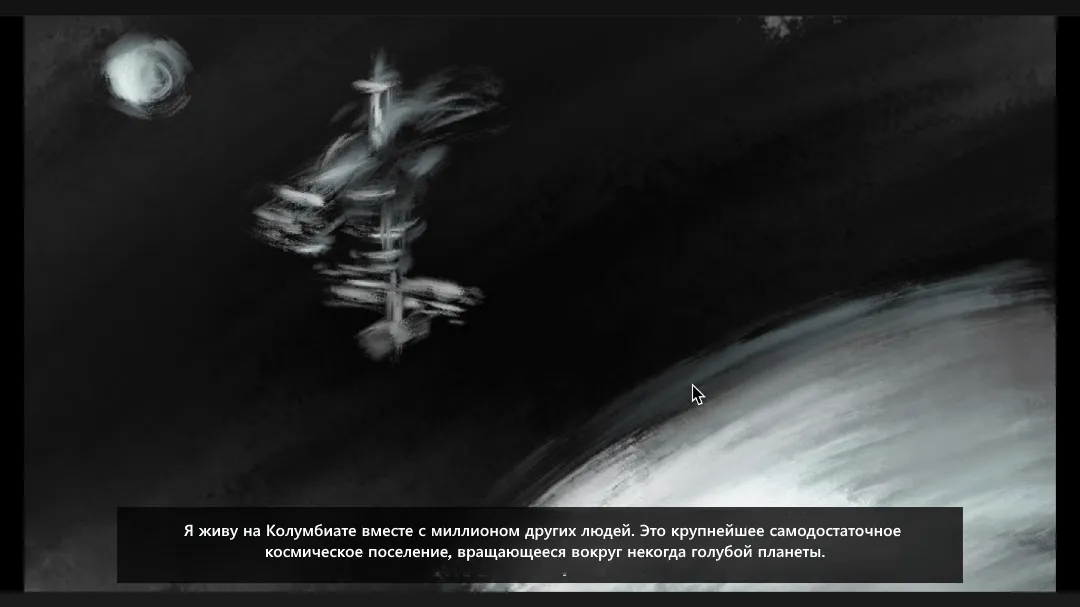 Я живу на Колумбиате вместе с миллионом других людей. Это крупнейшее самодостаточное
космическое поселение, вращающееся вокруг некогда голубой планеты.